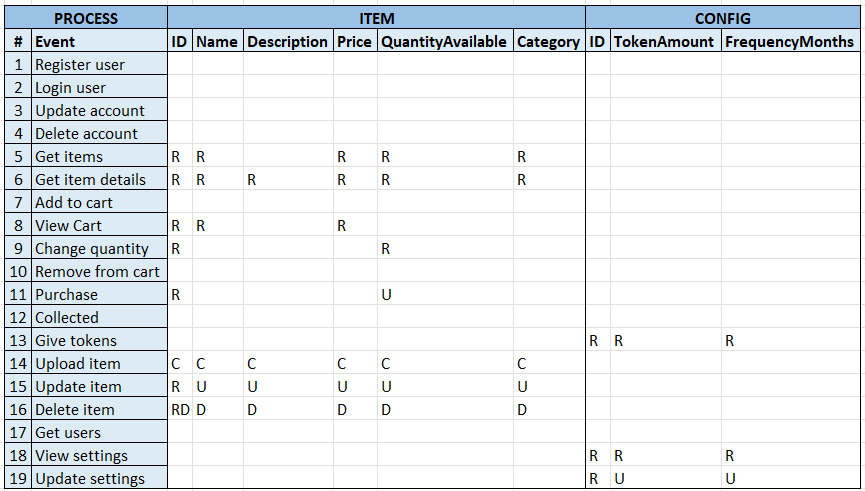 PROCESS ITEM CONFIG
# Event ID Name Description Price QuantityAvailable Category ID TokenAmount FrequencyMonths
1 Register user
2 Login user
3 Update account
4 Delete account
5 Get items R R R R R
6 Get item details R R R R R R
7 Add to cart
8 View Cart R R R
9 Change quantity R R
10 Remove from cart
11 Purchase R U
12 Collected
13 Give tokens R R R
14 Upload item C C C C C C
15 Update item R U U U U U
16 Delete item RD D D D D D
17 Get users
18 View settings R R R
19 Update settings R U U